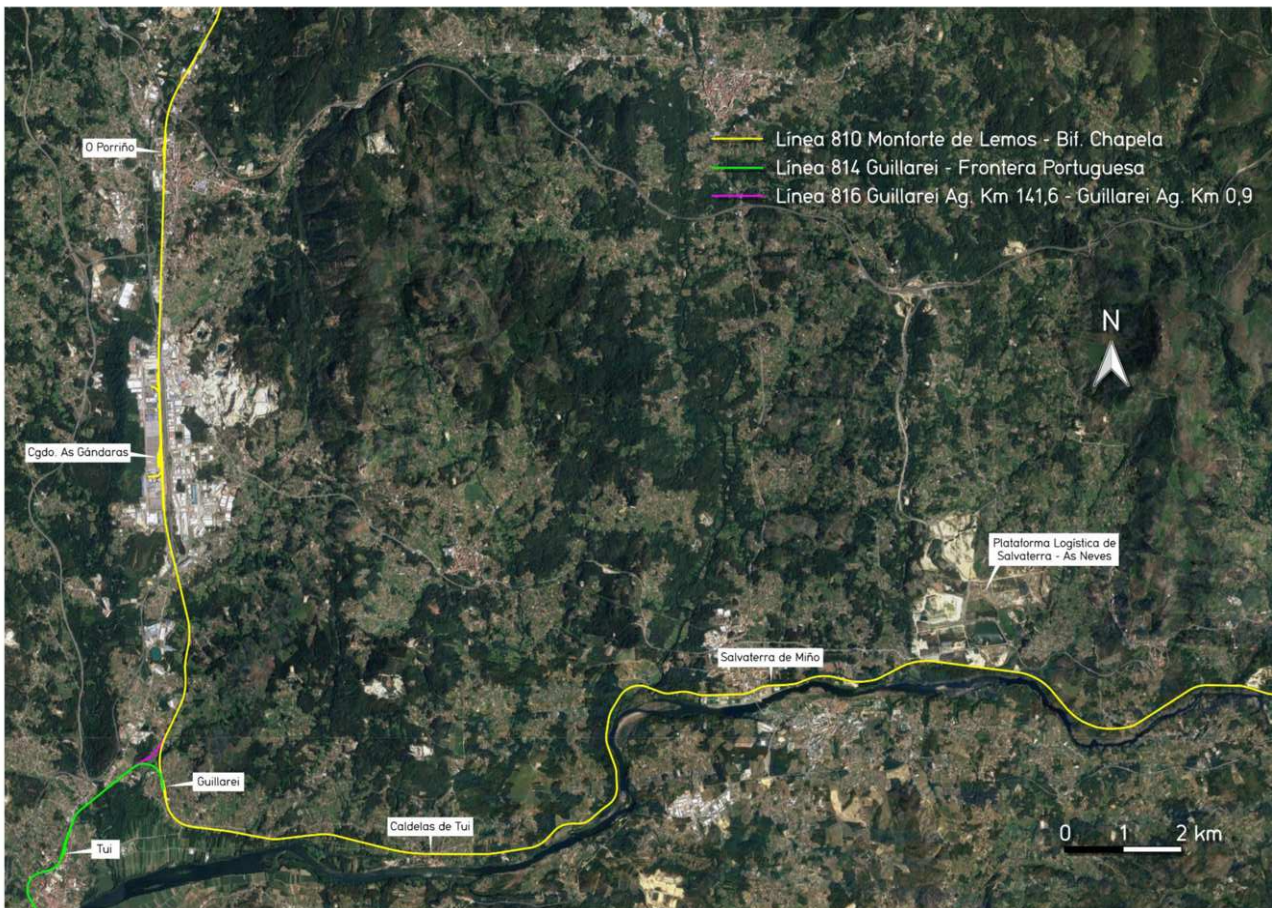 O Porriño
Línea 810 Monforte de Lemos - Bif. Chapela
Línea 814 Guillarei - Frontera Portuguesa
Línea 816 Guillarei Ag. Km 141,6 - Guillarei Ag. Km 0,9
N
Cgdo. As Gándaras
Plataforma Logística de
Salvaterra - As Neves
Salvaterra de Miño
Guillarei
Caldelas de Tui
Tui
0 1 2 km